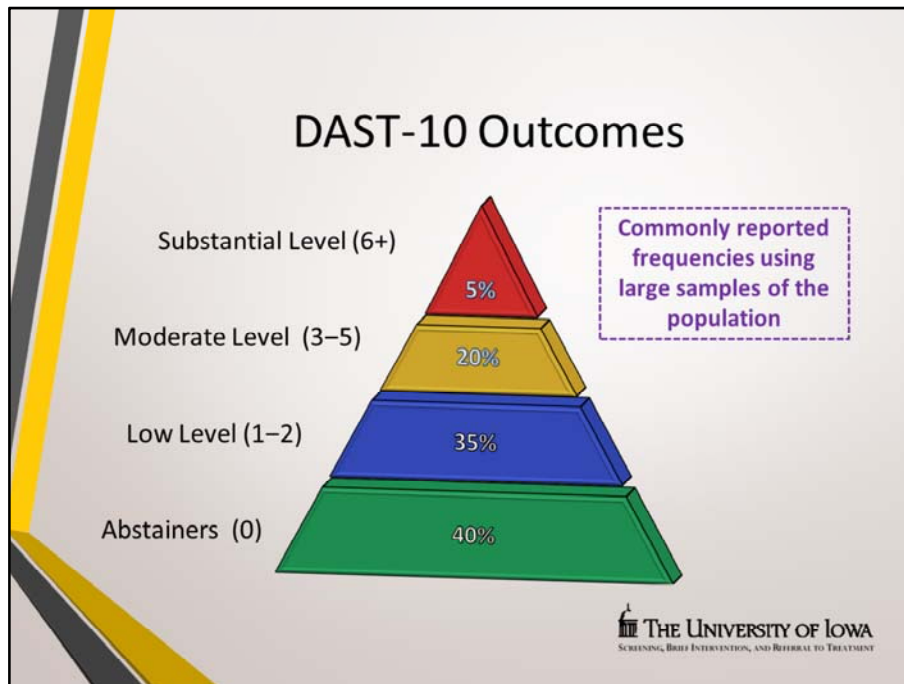 DAST-10 Outcomes
Substantial Level (6+)
5%
Commonly reported
frequencies using
large samples of the
population
Moderate Level (3–5)
20%
Low Level (1–2)
35%
Abstainers (0)
40%
THE UNIVERSITY OF IOWA
SCREENING, BRIEF INTERVENTION, AND REFERRAL TO TREATMENT